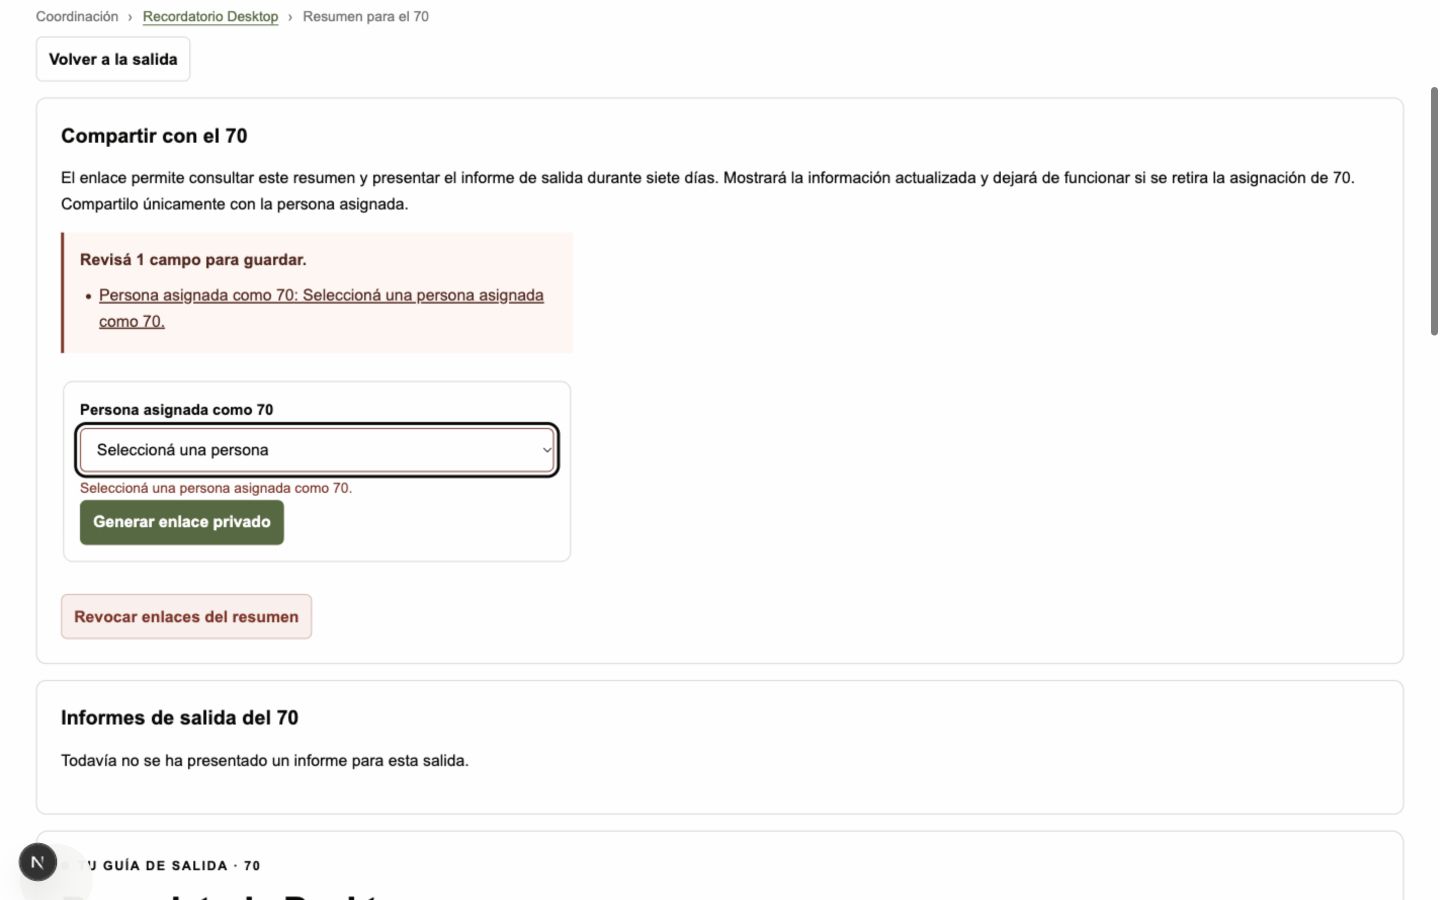 Coordinación › Recordatorio Desktop › Resumen para el 70
Volver a la salida
Compartir con el 70
El enlace permite consultar este resumen y presentar el informe de salida durante siete días. Mostrará la información actualizada y dejará de funcionar si se retira la asignación de 70.
Compartilo únicamente con la persona asignada.
Revisá 1 campo para guardar.
• Persona asignada como 70: Seleccioná una persona asignada
como 70.
Persona asignada como 70
Seleccioná una persona
Seleccioná una persona asignada como 70.
Generar enlace privado
Revocar enlaces del resumen
Informes de salida del 70
Todavía no se ha presentado un informe para esta salida.
N
TU GUÍA DE SALIDA · 70